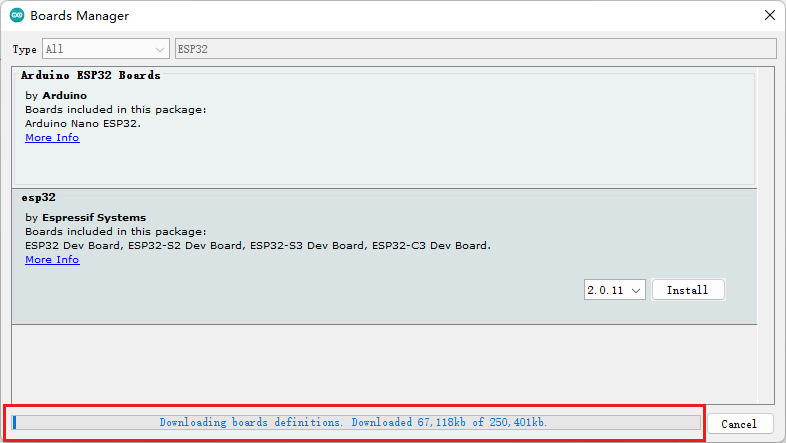 Boards Manager
Type All ESP32
Arduino ESP32 Boards
by Arduino
Boards included in this package:
Arduino Nano ESP32.
More Info
esp32
by Espressif Systems
Boards included in this package:
ESP32 Dev Board, ESP32-S2 Dev Board, ESP32-S3 Dev Board, ESP32-C3 Dev Board.
More Info
2.0.11 Install
Downloading boards definitions. Downloaded 67,118kb of 250,401kb.
Cancel